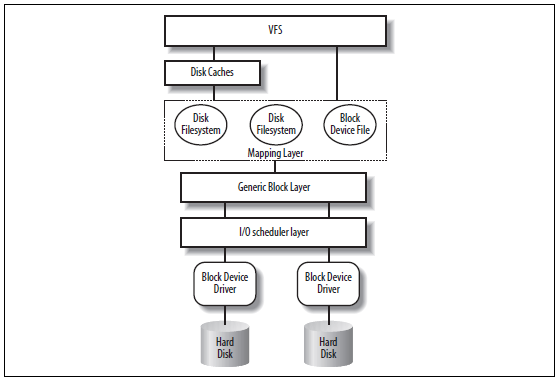 VFS
Disk Caches
Disk
Filesystem
Disk
Filesystem
Block
Device File
Mapping Layer
Generic Block Layer
I/O scheduler layer
Block Device
Driver
Block Device
Driver
Hard
Disk
Hard
Disk